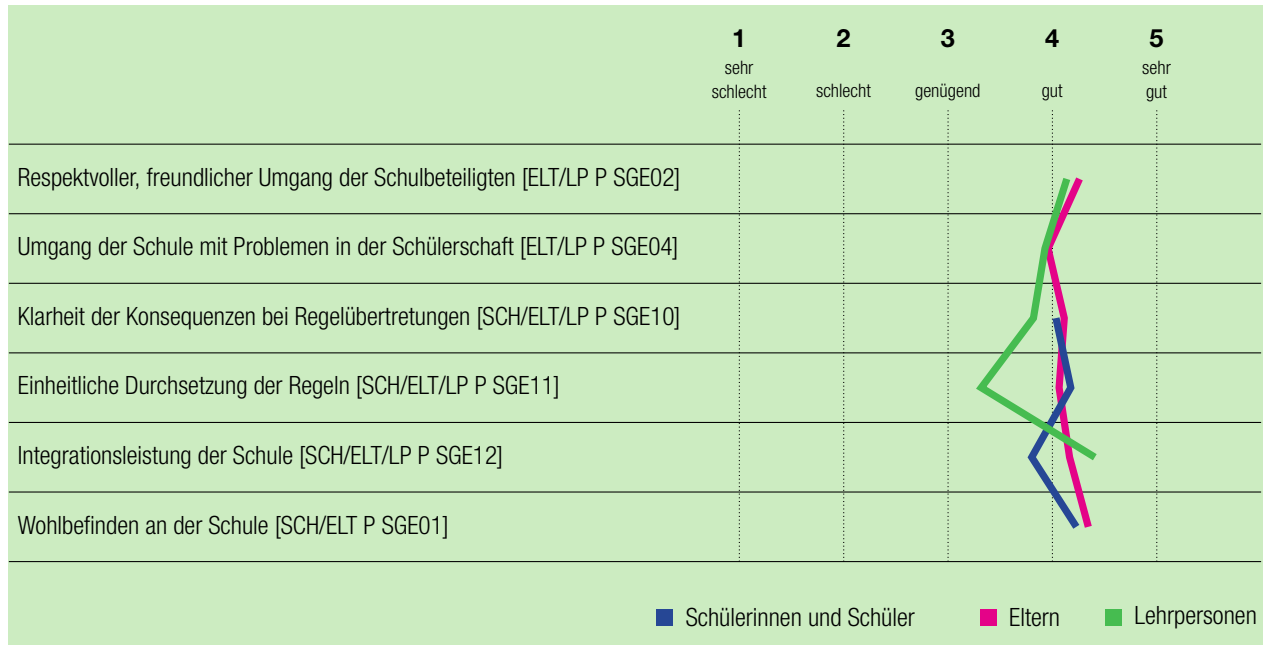 1 2 3 4 5
sehr schlecht schlecht genügend gut sehr gut
Respektvoller, freundlicher Umgang der Schulbeteiligten [ELT/LP P SGE02]
Umgang der Schule mit Problemen in der Schülerschaft [ELT/LP P SGE04]
Klarheit der Konsequenzen bei Regelübertretungen [SCH/ELT/LP P SGE10]
Einheitliche Durchsetzung der Regeln [SCH/ELT/LP P SGE11]
Integrationsleistung der Schule [SCH/ELT/LP P SGE12]
Wohlbefinden an der Schule [SCH/ELT P SGE01]
Schülerinnen und Schüler Eltern Lehrpersonen